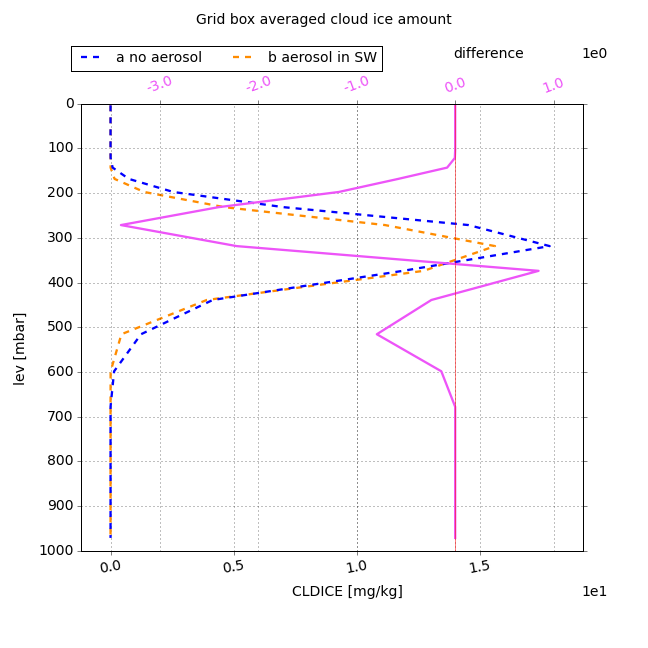 Grid box averaged cloud ice amount
a no aerosol b aerosol in SW difference 1e0
-3.0 -2.0 -1.0 0.0 1.0
0
100
200
300
400
500
600
700
800
900
1000
lev [mbar]
0.0 0.5 1.0 1.5
CLDICE [mg/kg] 1e1